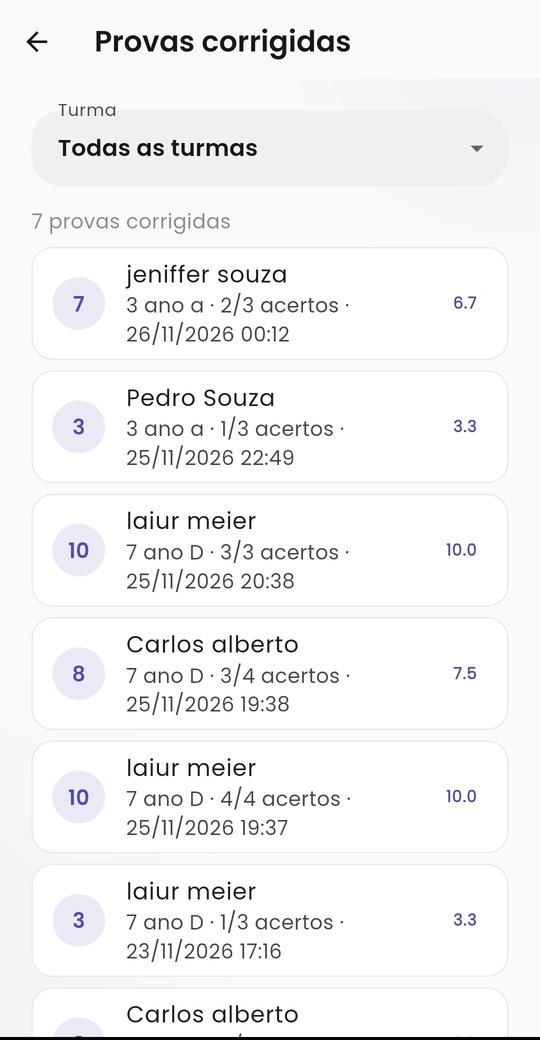 Provas corrigidas
Turma
Todas as turmas
7 provas corrigidas
7
jeniffer souza
3 ano a · 2/3 acertos ·
26/11/2026 00:12
6.7
3
Pedro Souza
3 ano a · 1/3 acertos ·
25/11/2026 22:49
3.3
10
laiur meier
7 ano D · 3/3 acertos ·
25/11/2026 20:38
10.0
8
Carlos alberto
7 ano D · 3/4 acertos ·
25/11/2026 19:38
7.5
10
laiur meier
7 ano D · 4/4 acertos ·
25/11/2026 19:37
10.0
3
laiur meier
7 ano D · 1/3 acertos ·
23/11/2026 17:16
3.3
Carlos alberto